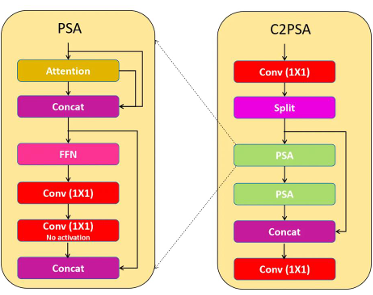 PSA
Attention
Concat
FFN
Conv (1X1)
Conv (1X1)
No activation
Concat
C2PSA
Conv (1X1)
Split
PSA
PSA
Concat
Conv (1X1)